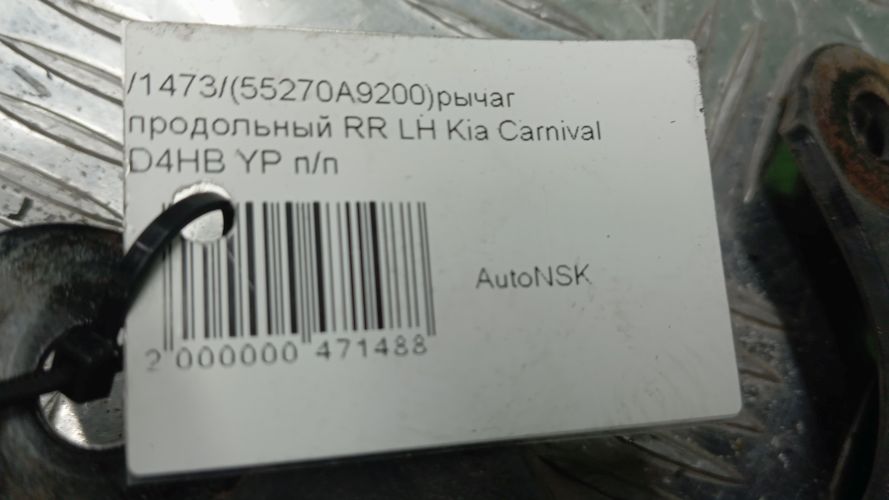 /1473/(55270A9200)рычаг
продольный RR LH Kia Carnival
D4HB YP п/п
AutoNSK
2 000000 471488